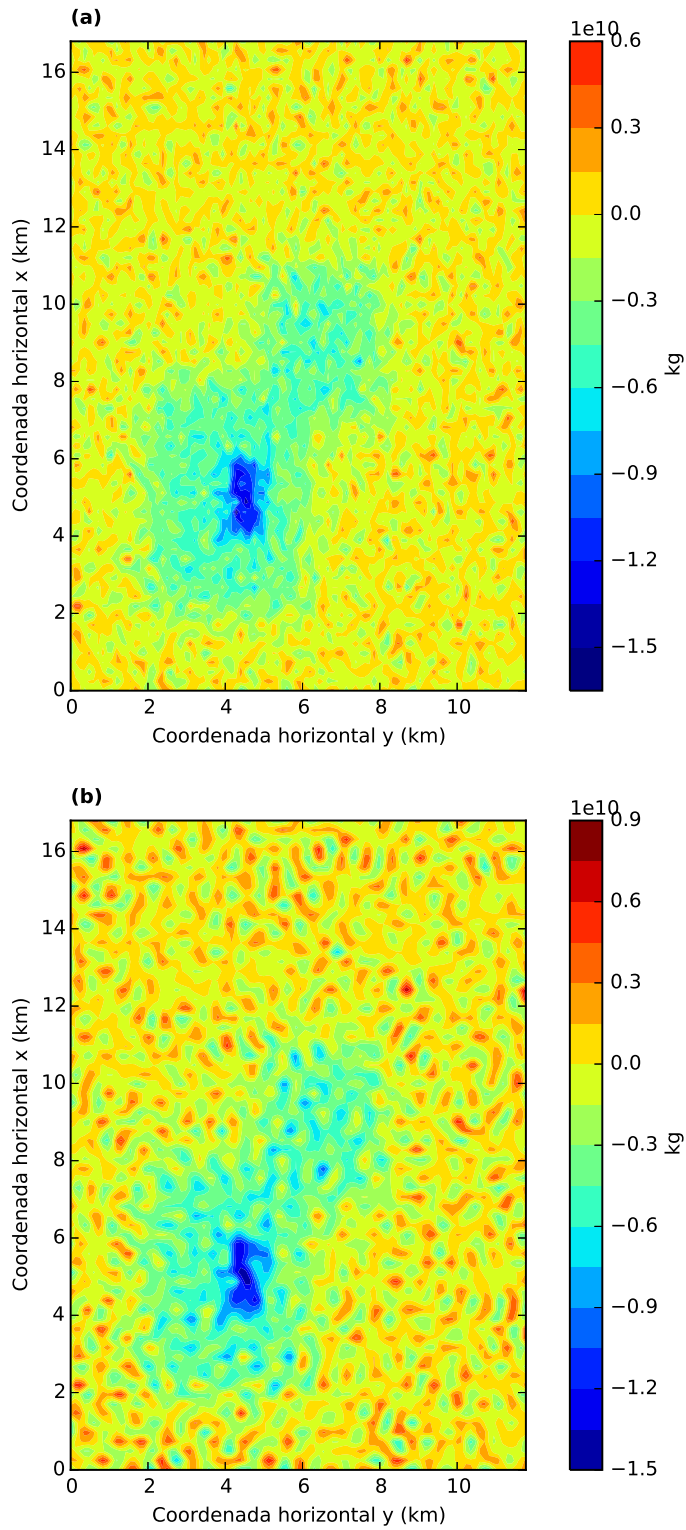 (a)
1e10
0.6
0.3
0.0
−0.3
−0.6
−0.9
−1.2
−1.5
kg
16
14
12
10
8
6
4
2
0
Coordenada horizontal x (km)
0 2 4 6 8 10
Coordenada horizontal y (km)
(b)
1e10
0.9
0.6
0.3
0.0
−0.3
−0.6
−0.9
−1.2
−1.5
kg
16
14
12
10
8
6
4
2
0
Coordenada horizontal x (km)
0 2 4 6 8 10
Coordenada horizontal y (km)